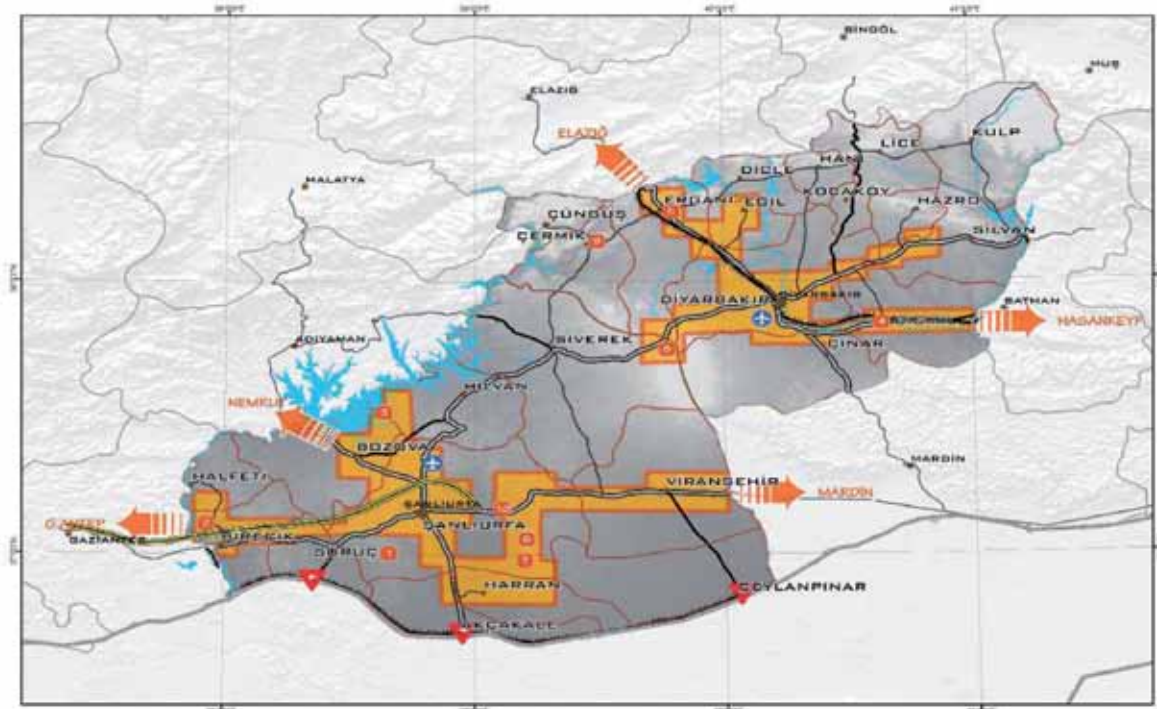 BİNGÖL
MUŞ
ELAZIĞ
ELAZIĞ
KULP
LİCE
HANİ
DİCLE
MALATYA
ERGANİ
EĞİL
KOCAKÖY
HAZRO
ÇÜNGÜŞ
ÇERMİK
SİLVAN
DİYARBAKIR
BATMAN
HASANKEYF
ADIYAMAN
SİVEREK
ÇINAR
HİLVAN
NEMRUT
BOZOVA
MARDİN
HALFETİ
VİRANŞEHİR
MARDİN
ŞANLIURFA
ŞANLIURFA
G.ANTEP
GAZİANTEP
BİRECİK
SURUÇ
HARRAN
CEYLANPINAR
AKÇAKALE